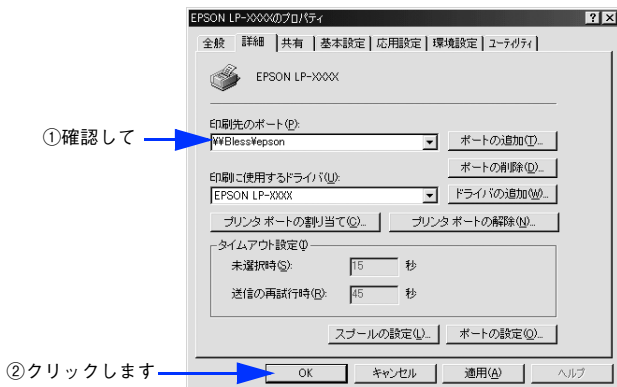 EPSON LP-XXXXのプロパティ
全般 詳細 共有 基本設定 応用設定 環境設定 ユーティリティ
EPSON LP-XXXX
印刷先のポート(P):
①確認して
¥¥Bless¥epson
ポートの追加(T)...
ポートの削除(D)...
印刷に使用するドライバ(U):
EPSON LP-XXXX
ドライバの追加(W)...
プリンタ ポートの割り当て(C)...
プリンタ ポートの解除(N)...
タイムアウト設定①
未選択時(S):
15
秒
送信の再試行時(R):
45
秒
スプールの設定(L)...
ポートの設定(O)...
②クリックします
OK
キャンセル
適用(A)
ヘルプ